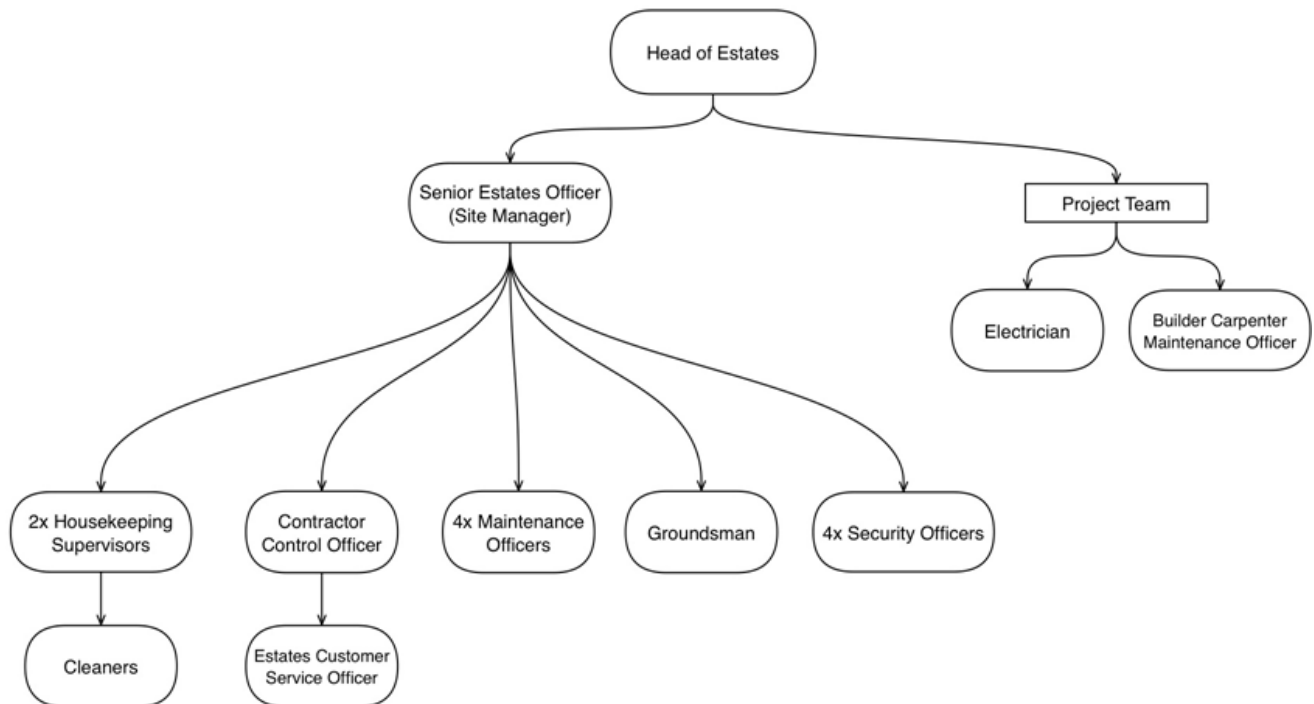 Head of Estates
Senior Estates Officer
(Site Manager)
Project Team
Electrician
Builder Carpenter
Maintenance Officer
2x Housekeeping
Supervisors
Contractor
Control Officer
4x Maintenance
Officers
Groundsman
4x Security Officers
Cleaners
Estates Customer
Service Officer